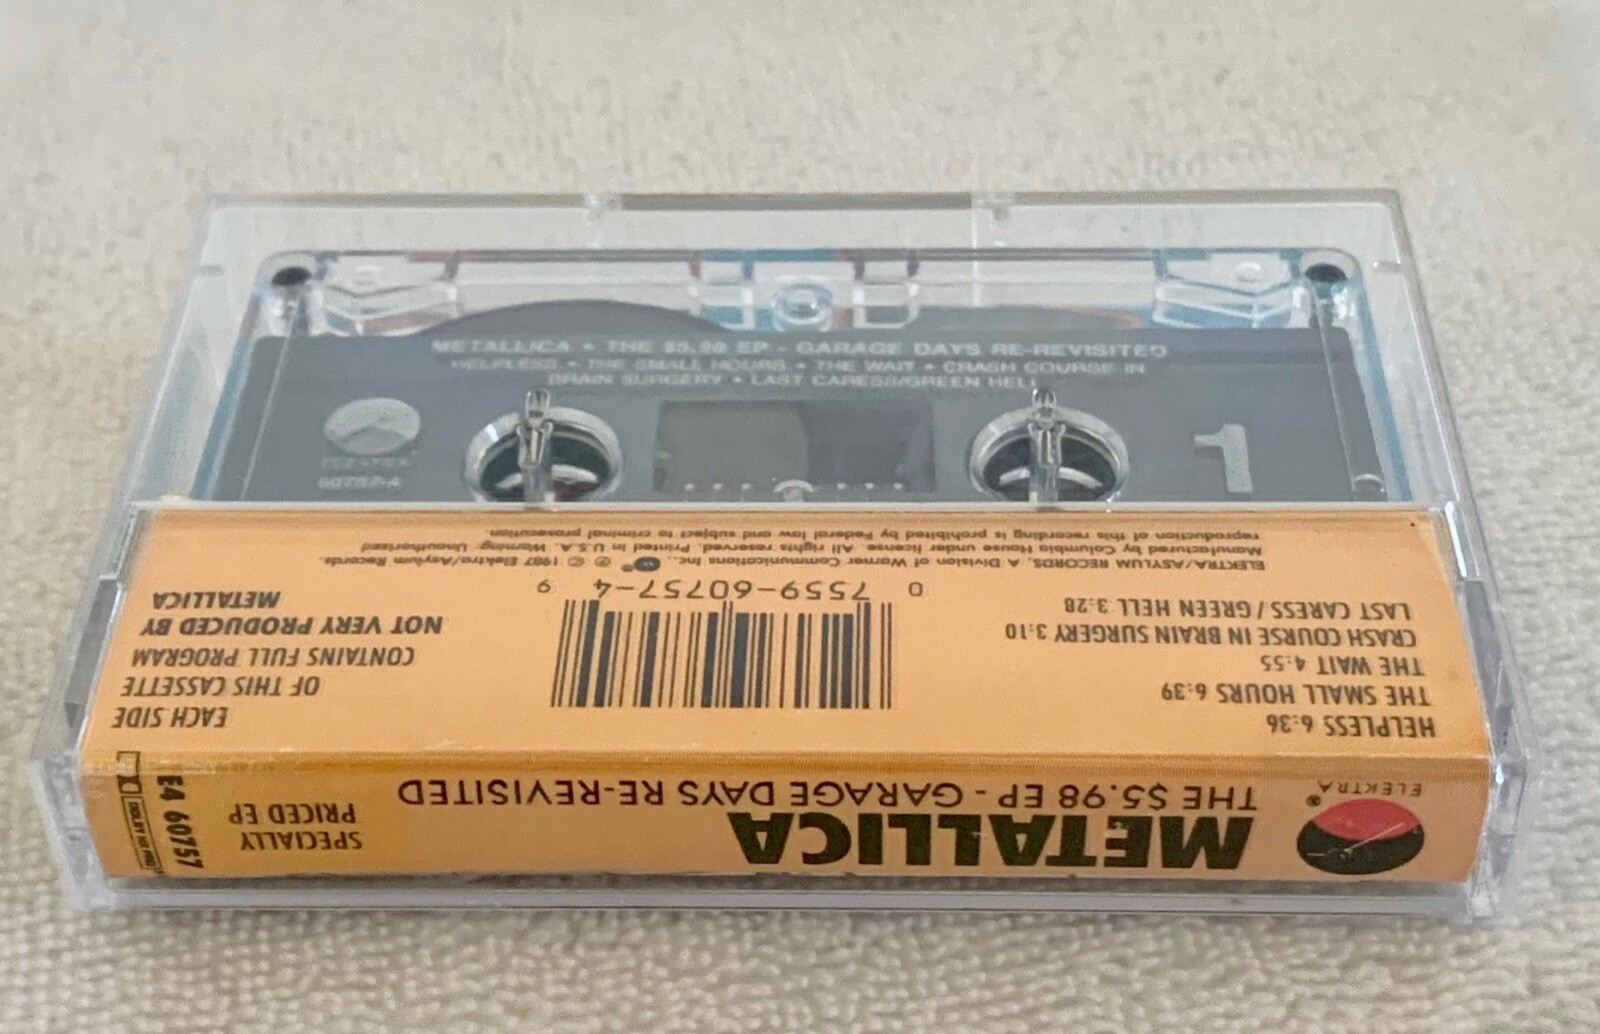 METALLICA • THE $5.98 EP - GARAGE DAYS RE-REVISITED
HELPLESS • THE SMALL HOURS • THE WAIT • CRASH COURSE IN
BRAIN SURGERY • LAST CARESS/GREEN HELL
1
ELEKTRA
60757-4
ELEKTRA
METALLICA
THE $5.98 EP - GARAGE DAYS RE-REVISITED
SPECIALLY
PRICED EP
E4 60757
DOLBY HX PRO
HELPLESS 6:36
THE SMALL HOURS 6:39
THE WAIT 4:55
CRASH COURSE IN BRAIN SURGERY 3:10
LAST CARESS/GREEN HELL 3:28
0 7559-60757-4 9
EACH SIDE
OF THIS CASSETTE
CONTAINS FULL PROGRAM
NOT VERY PRODUCED BY
METALLICA
ELEKTRA/ASYLUM RECORDS, A Division of Warner Communications Inc., ℗ © 1987 Elektra/Asylum Records.
Manufactured by Columbia House under license. All rights reserved. Printed in U.S.A. Warning: Unauthorized
reproduction of this recording is prohibited by Federal law and subject to criminal prosecution.